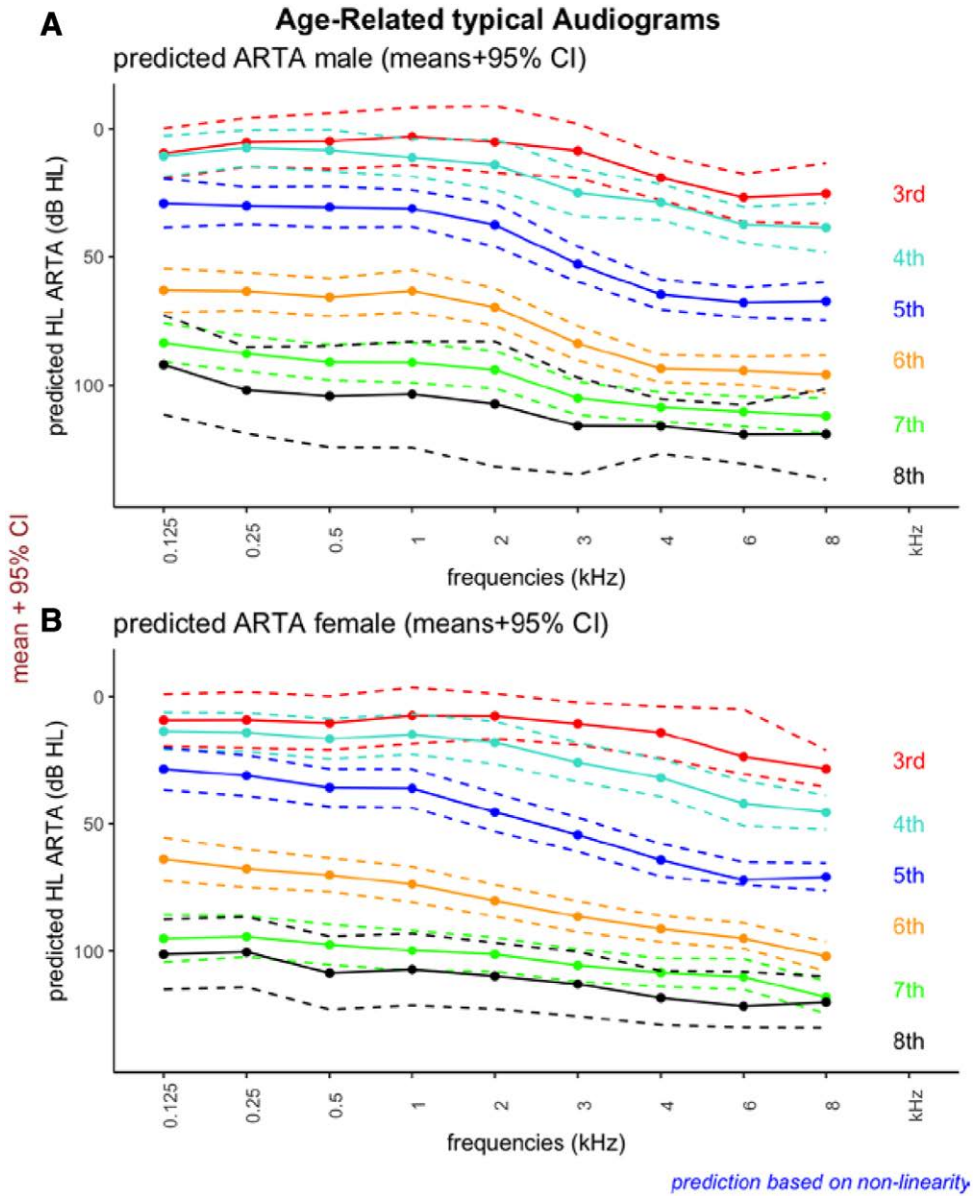 A
Age-Related typical Audiograms
predicted ARTA male (means+95% CI)
predicted HL ARTA (dB HL)
0
50
100
3rd
4th
5th
6th
7th
8th
0.125
0.25
0.5
1
2
3
4
6
8
kHz
frequencies (kHz)
mean + 95% CI
B
predicted ARTA female (means+95% CI)
predicted HL ARTA (dB HL)
0
50
100
3rd
4th
5th
6th
7th
8th
0.125
0.25
0.5
1
2
3
4
6
8
kHz
frequencies (kHz)
prediction based on non-linearity